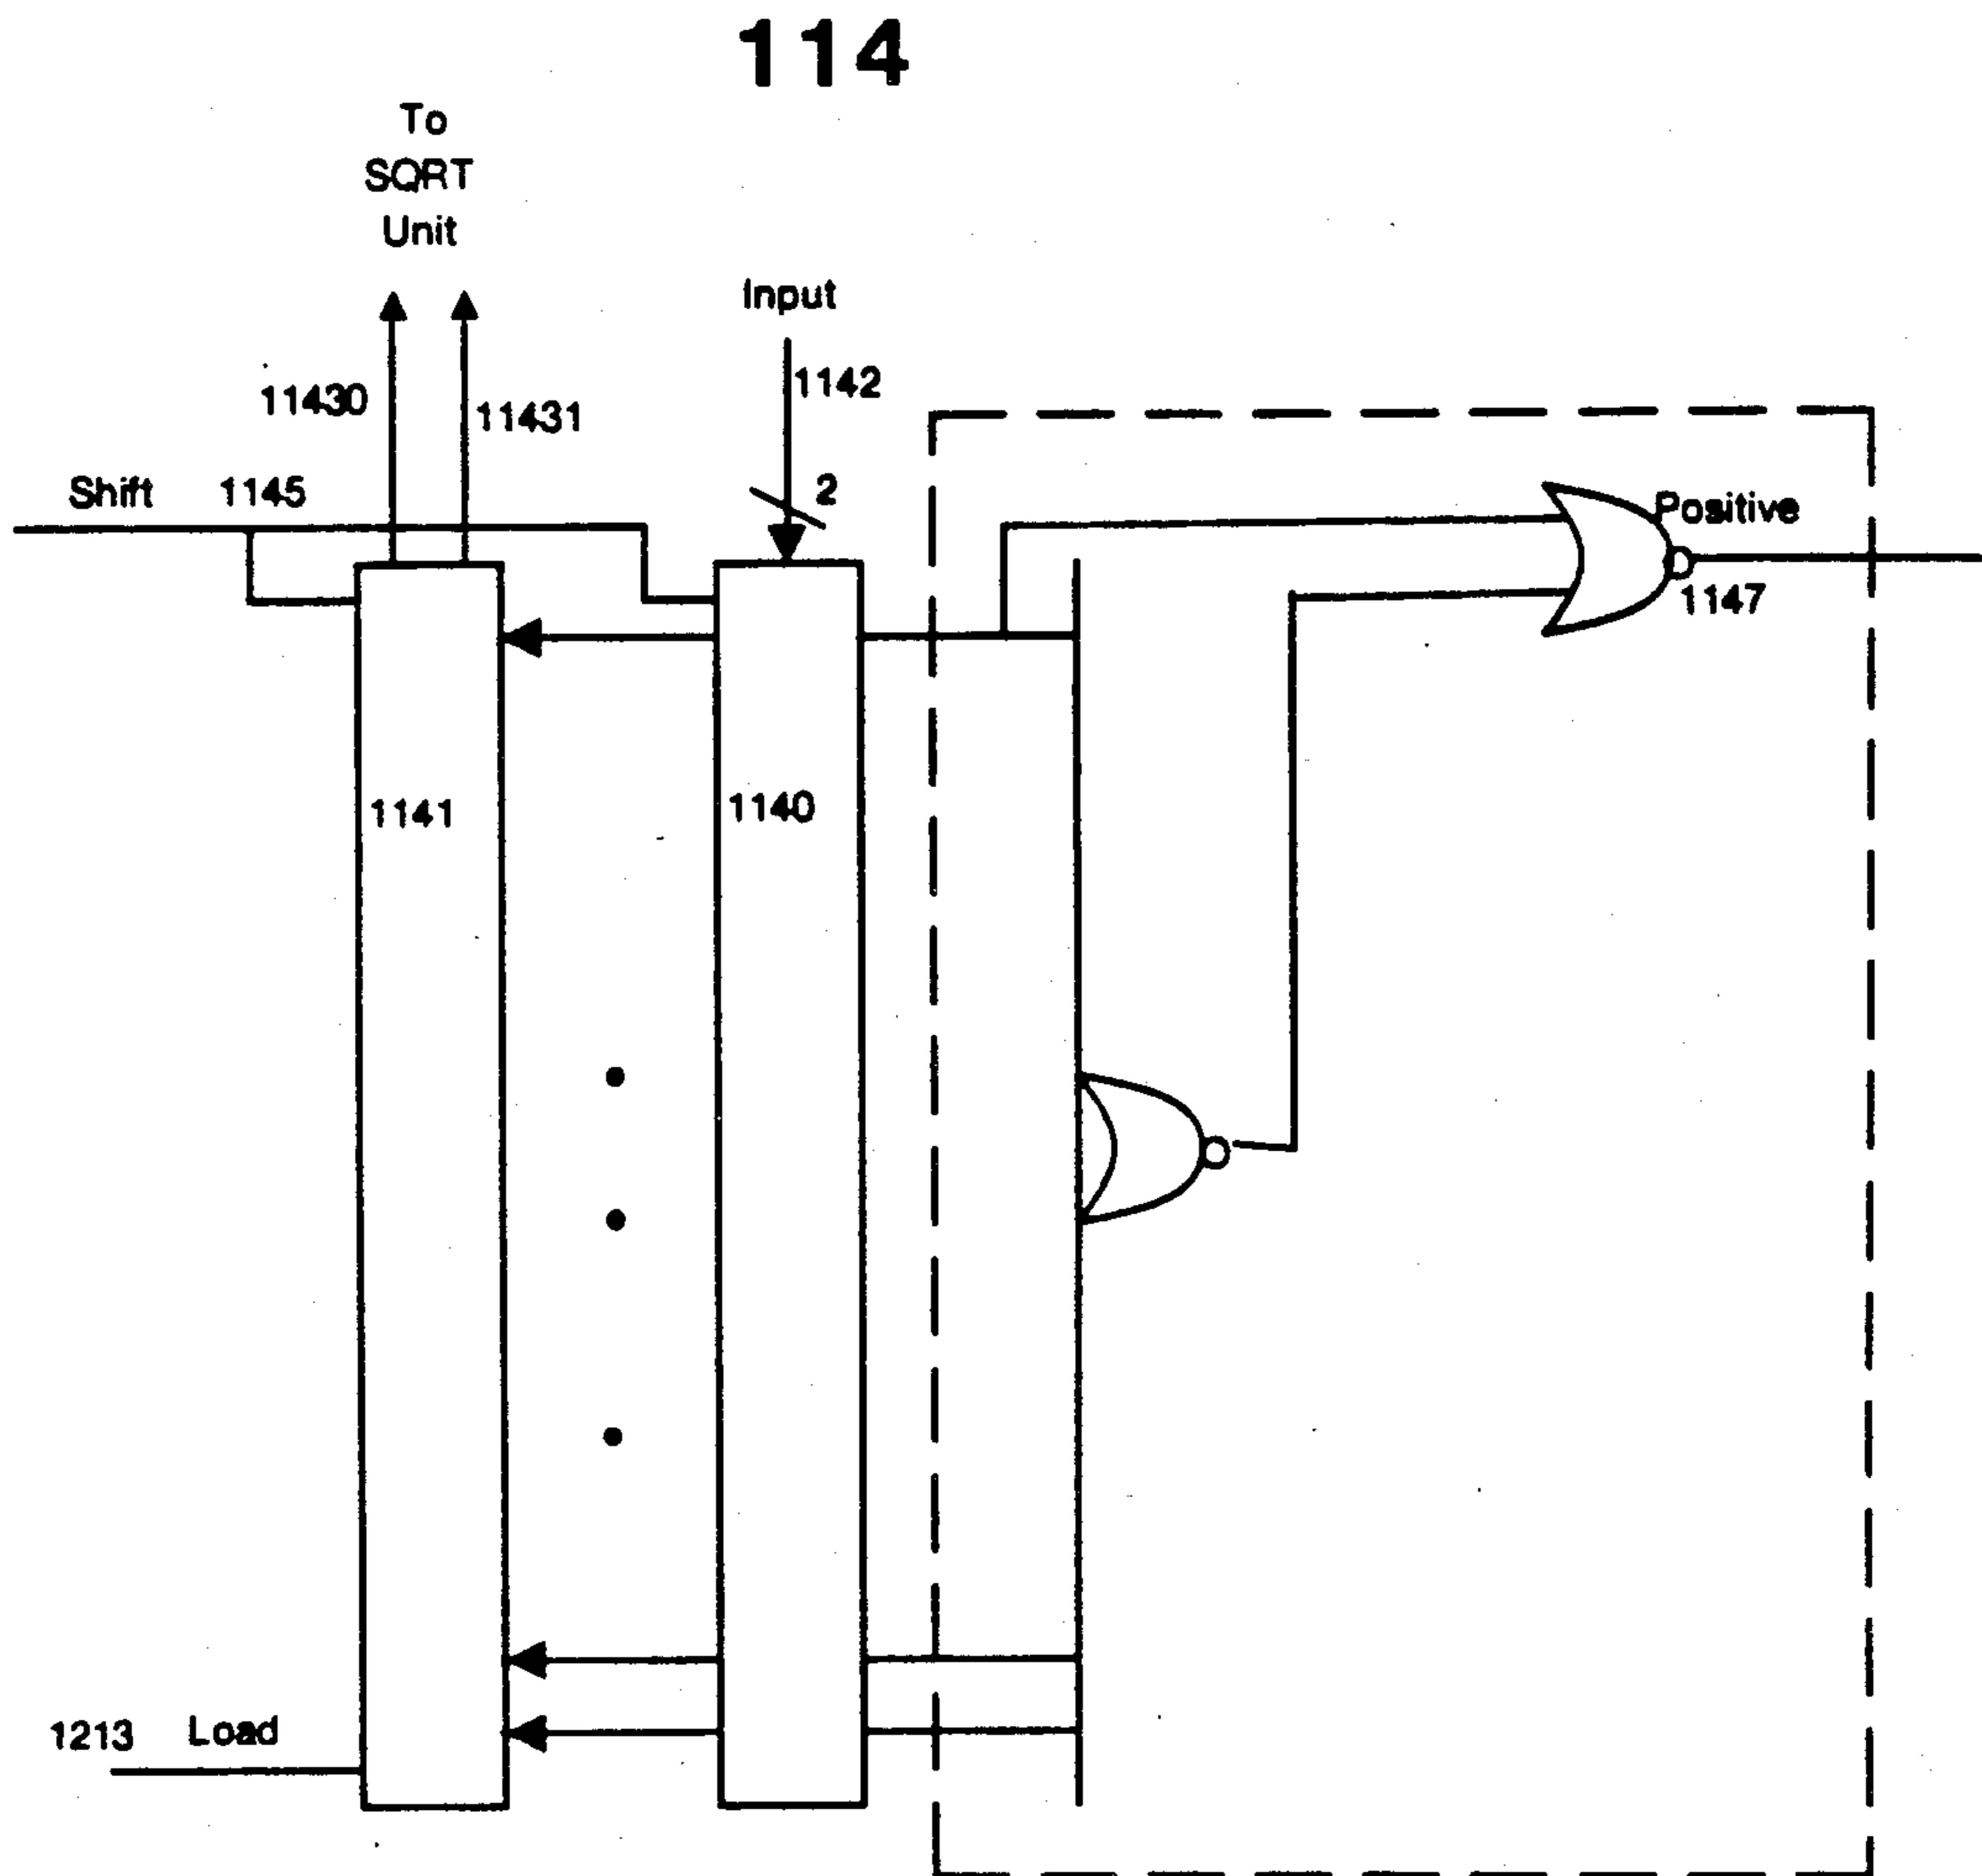 114
To
SQRT
Unit
Input
1142
11430
11431
2
Shift 1145
Positive
1147
1141
1140
1213 Load